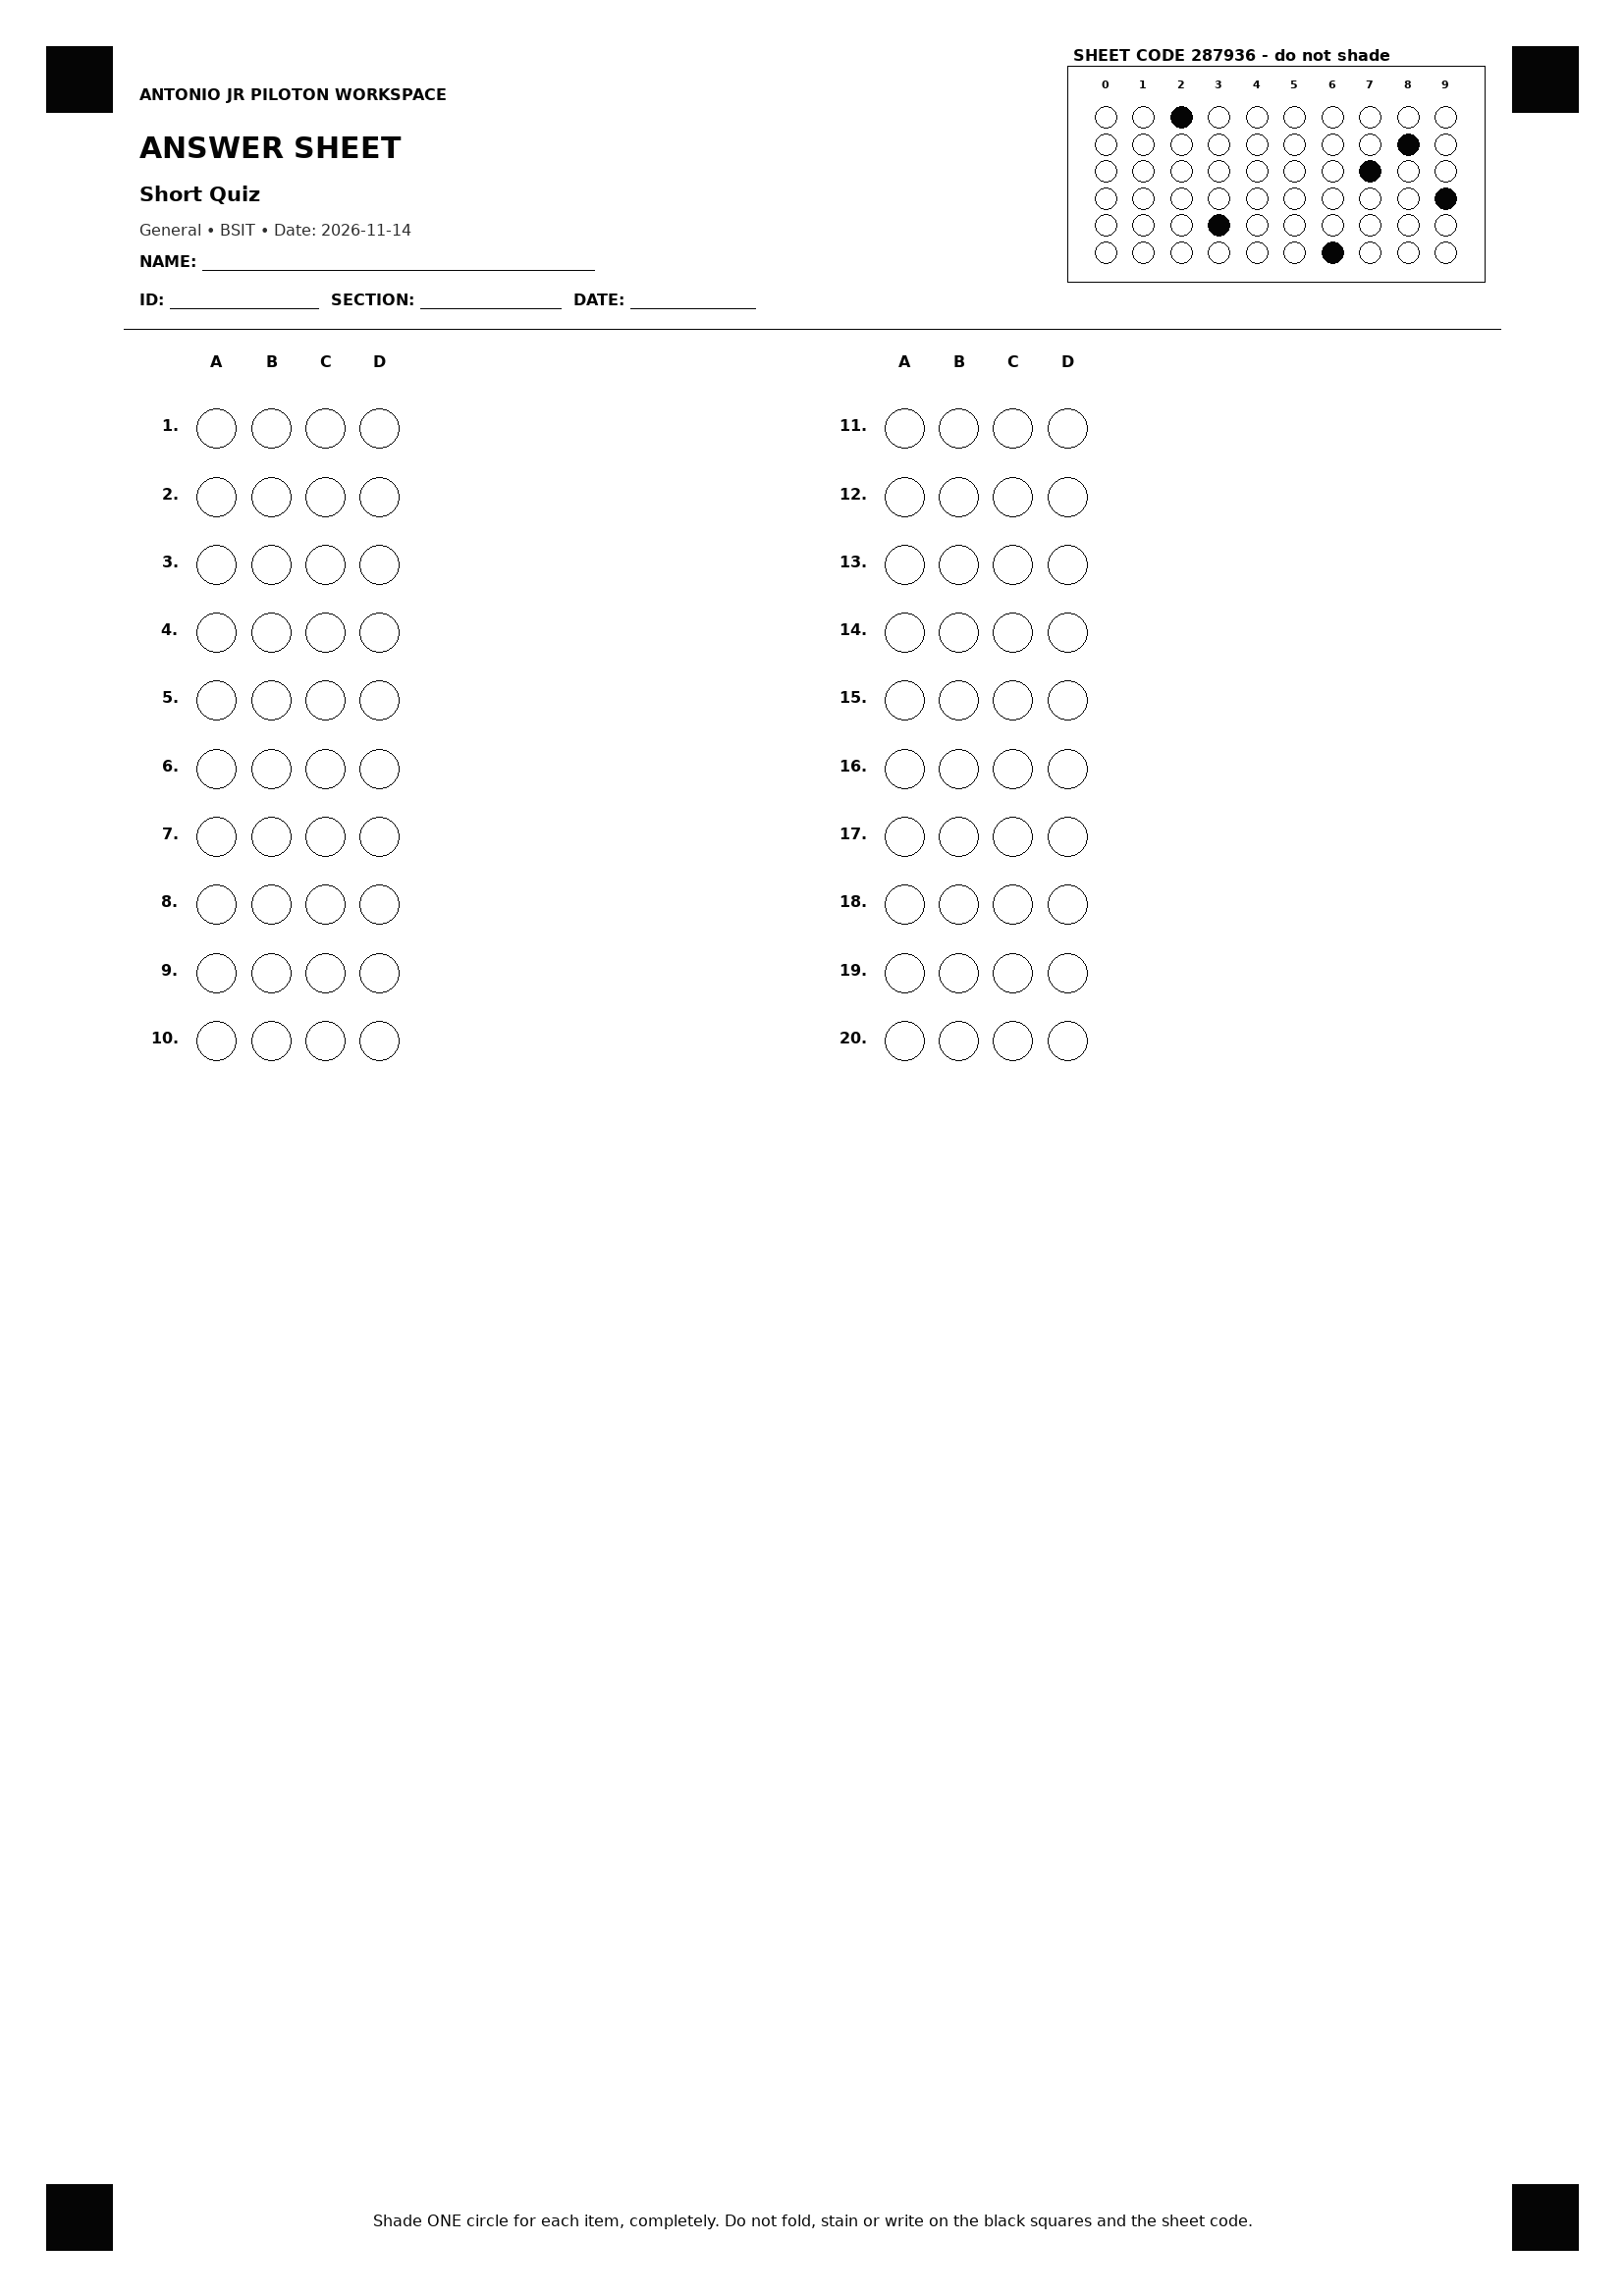 SHEET CODE 287936 - do not shade
0 1 2 3 4 5 6 7 8 9
ANTONIO JR PILOTON WORKSPACE
ANSWER SHEET
Short Quiz
General • BSIT • Date: 2026-11-14
NAME:
ID: SECTION: DATE:
A B C D
1.
2.
3.
4.
5.
6.
7.
8.
9.
10.
A B C D
11.
12.
13.
14.
15.
16.
17.
18.
19.
20.
Shade ONE circle for each item, completely. Do not fold, stain or write on the black squares and the sheet code.